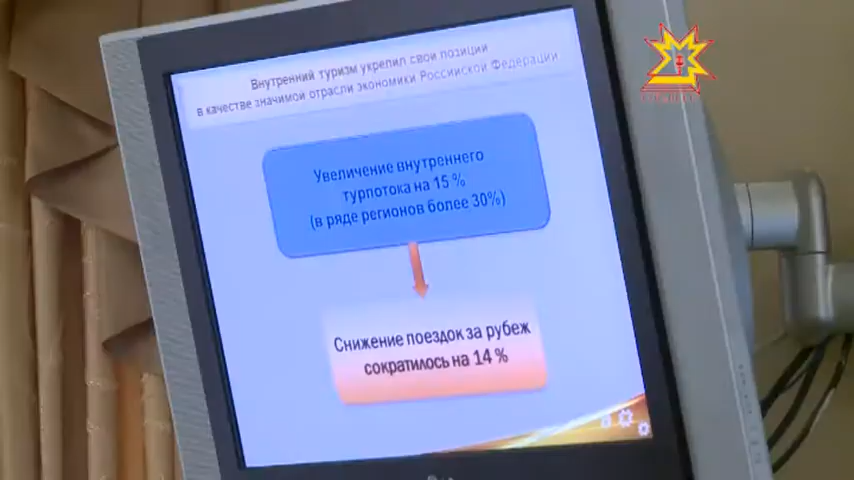 Внутренний туризм укрепил свои позиции
в качестве значимой отрасли экономики Российской Федерации
Увеличение внутреннего
турпотока на 15 %
(в ряде регионов более 30%)
Снижение поездок за рубеж
сократилось на 14 %